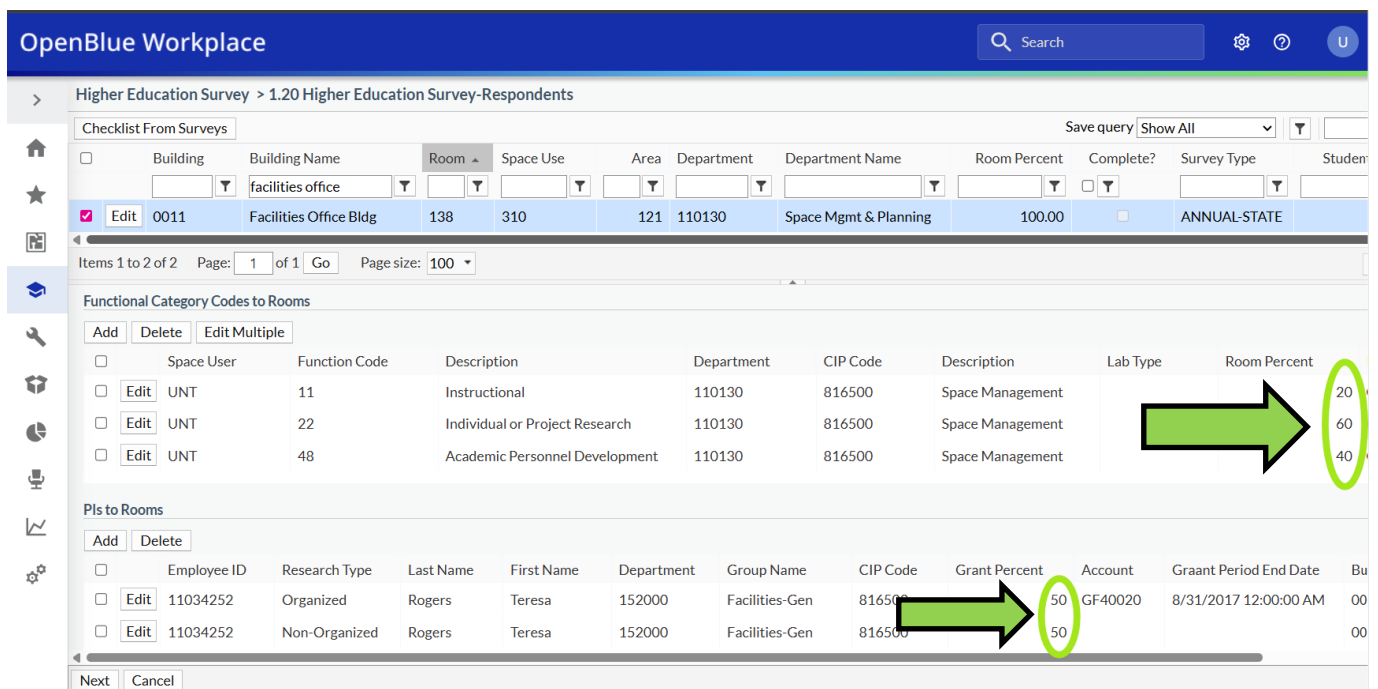 OpenBlue Workplace Search U
Higher Education Survey > 1.20 Higher Education Survey-Respondents
Checklist From Surveys Save query Show All
Building Building Name Room Space Use Area Department Department Name Room Percent Complete? Survey Type Studen
facilities office
Edit 0011 Facilities Office Bldg 138 310 121 110130 Space Mgmt & Planning 100.00 ANNUAL-STATE
Items 1 to 2 of 2 Page: 1 of 1 Go Page size: 100
Functional Category Codes to Rooms
Add Delete Edit Multiple
Space User Function Code Description Department CIP Code Description Lab Type Room Percent
Edit UNT 11 Instructional 110130 816500 Space Management 20
Edit UNT 22 Individual or Project Research 110130 816500 Space Management 60
Edit UNT 48 Academic Personnel Development 110130 816500 Space Management 40
PIs to Rooms
Add Delete
Employee ID Research Type Last Name First Name Department Group Name CIP Code Grant Percent Account Graant Period End Date Bu
Edit 11034252 Organized Rogers Teresa 152000 Facilities-Gen 816500 50 GF40020 8/31/2017 12:00:00 AM 00
Edit 11034252 Non-Organized Rogers Teresa 152000 Facilities-Gen 816500 50 00
Next Cancel